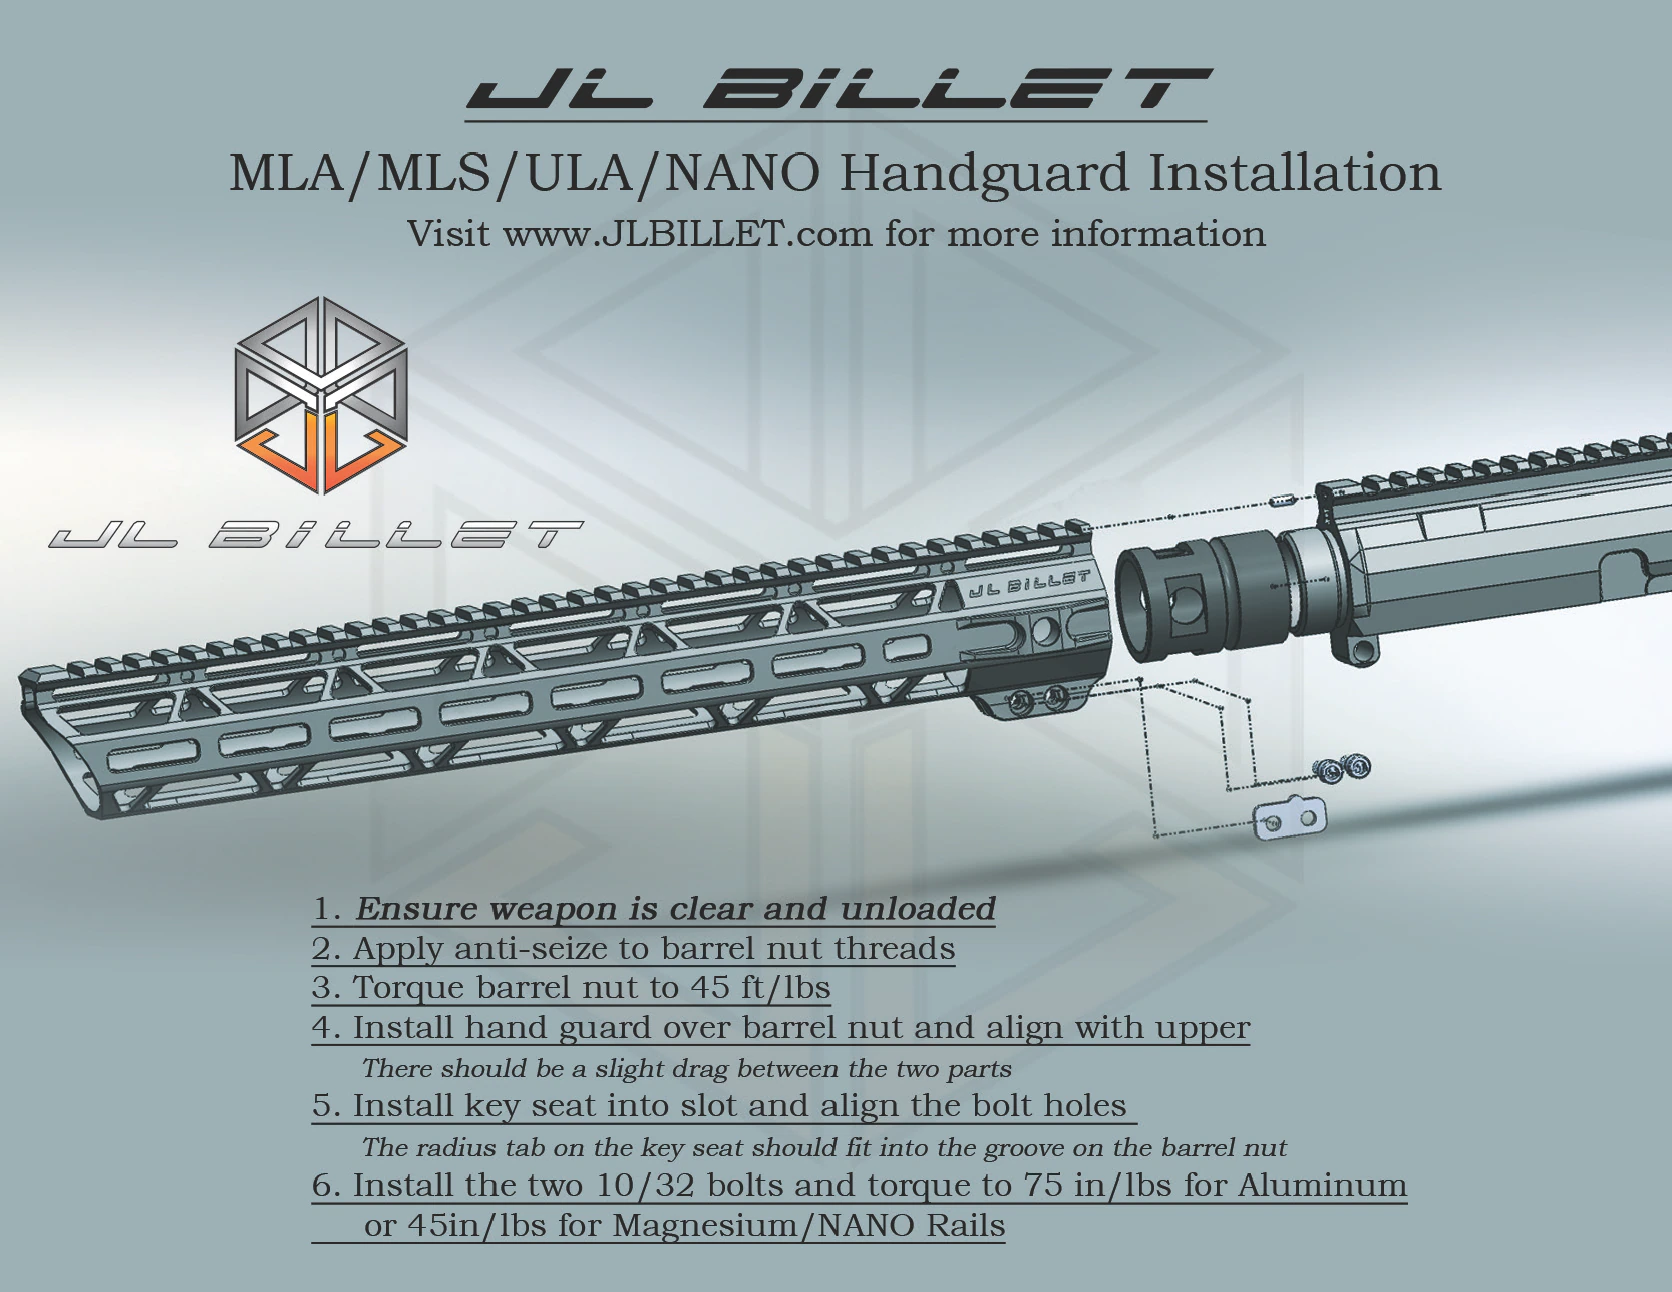 JL BiLLET
MLA/MLS/ULA/NANO Handguard Installation
Visit www.JLBILLET.com for more information
JL BiLLET
JL BiLLET
1. Ensure weapon is clear and unloaded
2. Apply anti-seize to barrel nut threads
3. Torque barrel nut to 45 ft/lbs
4. Install hand guard over barrel nut and align with upper
There should be a slight drag between the two parts
5. Install key seat into slot and align the bolt holes
The radius tab on the key seat should fit into the groove on the barrel nut
6. Install the two 10/32 bolts and torque to 75 in/lbs for Aluminum
or 45in/lbs for Magnesium/NANO Rails